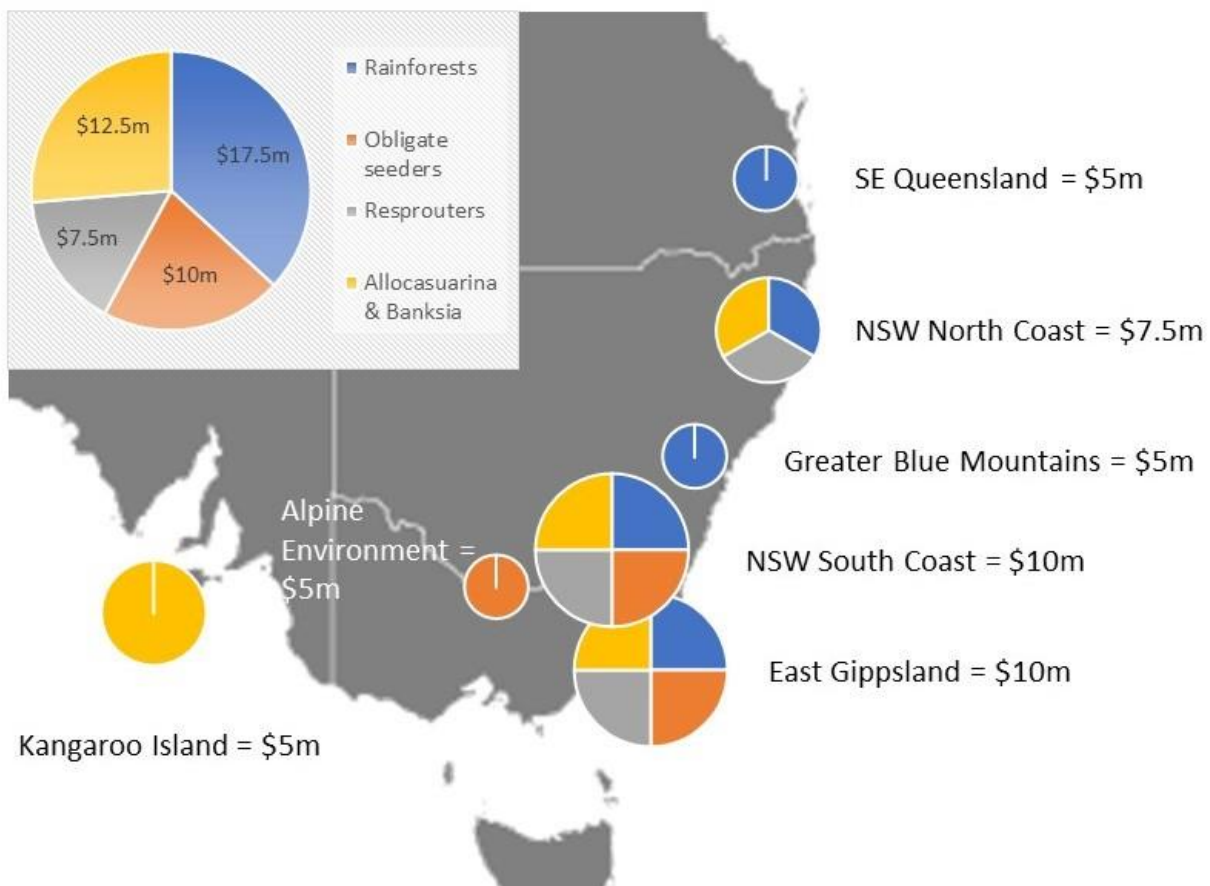 $12.5m
$17.5m
$7.5m
$10m
Rainforests
Obligate
seeders
Resprouters
Allocasuarina
& Banksia
SE Queensland = $5m
NSW North Coast = $7.5m
Greater Blue Mountains = $5m
Alpine
Environment =
$5m
NSW South Coast = $10m
East Gippsland = $10m
Kangaroo Island = $5m